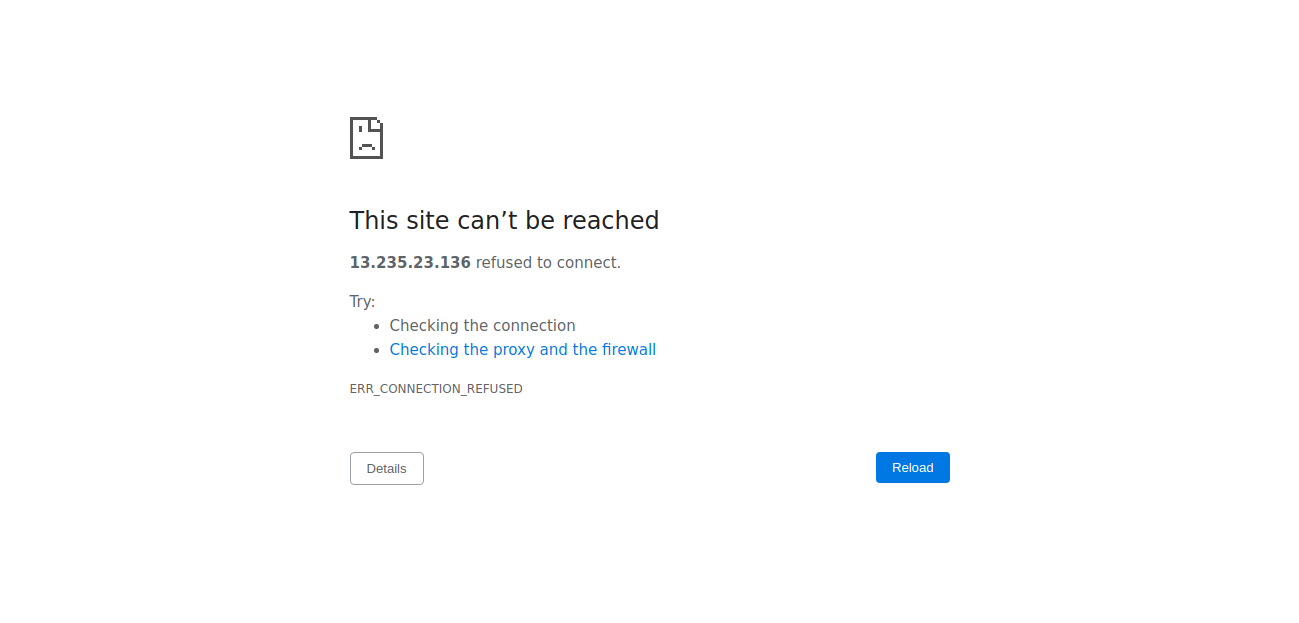 This site can’t be reached
13.235.23.136 refused to connect.
Try:
Checking the connection
Checking the proxy and the firewall
ERR_CONNECTION_REFUSED
Details
Reload